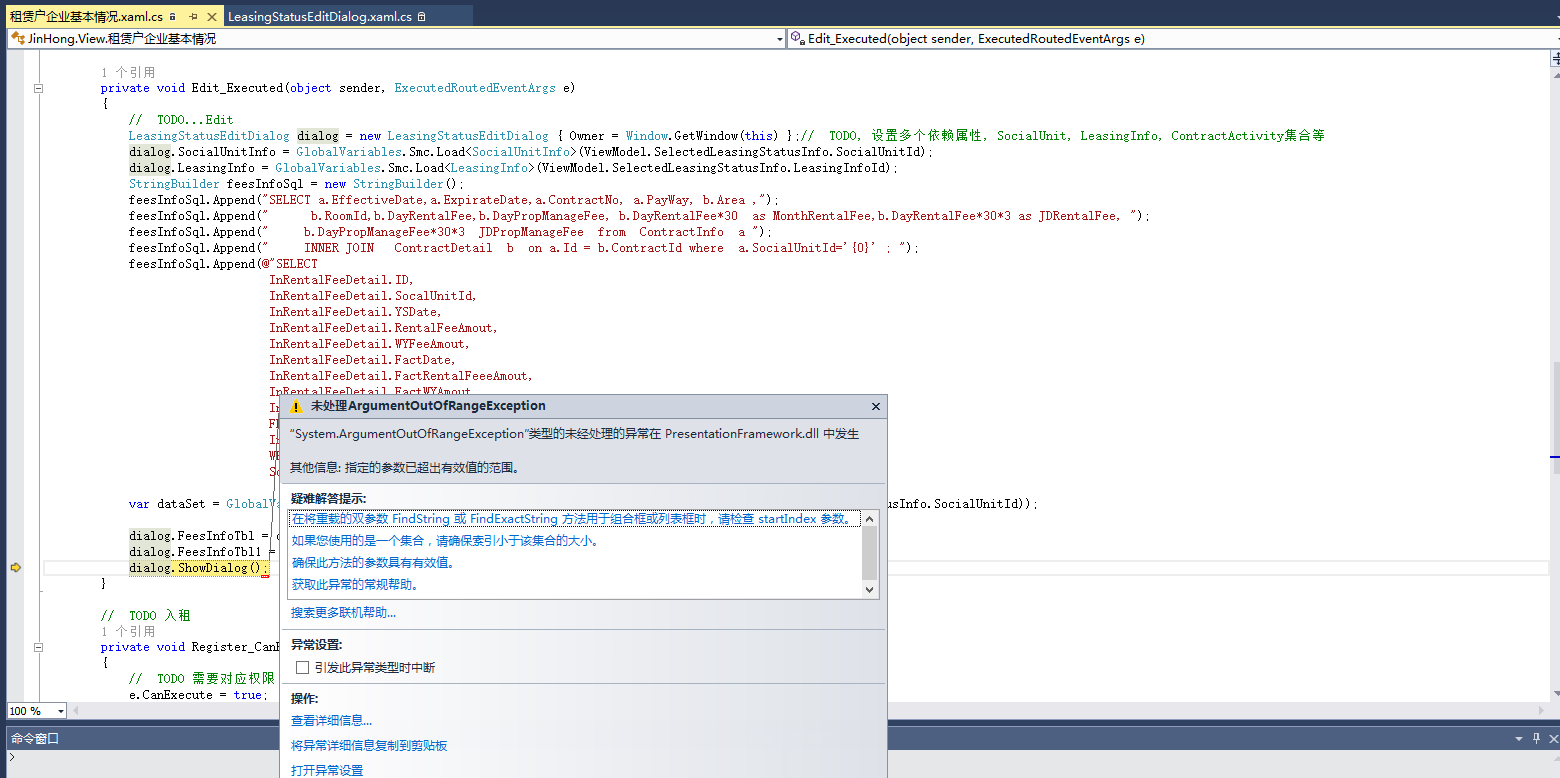 租赁户企业基本情况.xaml.cs
LeasingStatusEditDialog.xaml.cs
JinHong.View.租赁户企业基本情况
Edit_Executed(object sender, ExecutedRoutedEventArgs e)
1 个引用
private void Edit_Executed(object sender, ExecutedRoutedEventArgs e)
{
// TODO...Edit
LeasingStatusEditDialog dialog = new LeasingStatusEditDialog { Owner = Window.GetWindow(this) };// TODO, 设置多个依赖属性, SocialUnit, LeasingInfo, ContractActivity集合等
dialog.SocialUnitInfo = GlobalVariables.Smc.Load<SocialUnitInfo>(ViewModel.SelectedLeasingStatusInfo.SocialUnitId);
dialog.LeasingInfo = GlobalVariables.Smc.Load<LeasingInfo>(ViewModel.SelectedLeasingStatusInfo.LeasingInfoId);
StringBuilder feesInfoSql = new StringBuilder();
feesInfoSql.Append("SELECT a.EffectiveDate,a.ExpirateDate,a.ContractNo, a.PayWay, b.Area ,");
feesInfoSql.Append("      b.RoomId,b.DayRentalFee,b.DayPropManageFee, b.DayRentalFee*30  as MonthRentalFee,b.DayRentalFee*30*3 as JDRentalFee, ");
feesInfoSql.Append("     b.DayPropManageFee*30*3  JDPropManageFee  from  ContractInfo  a ");
feesInfoSql.Append("     INNER JOIN   ContractDetail  b  on a.Id = b.ContractId where  a.SocialUnitId='{0}' ; ");
feesInfoSql.Append(@"SELECT
InRentalFeeDetail.ID,
InRentalFeeDetail.SocalUnitId,
InRentalFeeDetail.YSDate,
InRentalFeeDetail.RentalFeeAmout,
InRentalFeeDetail.WYFeeAmout,
InRentalFeeDetail.FactDate,
InRentalFeeDetail.FactRentalFeeeAmout,
InRentalFeeDetail.FactWYAmout
未处理ArgumentOutOfRangeException
“System.ArgumentOutOfRangeException”类型的未经处理的异常在 PresentationFramework.dll 中发生
其他信息: 指定的参数已超出有效值的范围。
疑难解答提示:
在将重载的双参数 FindString 或 FindExactString 方法用于组合框或列表框时，请检查 startIndex 参数。
如果您使用的是一个集合，请确保索引小于该集合的大小。
确保此方法的参数具有有效值。
获取此异常的常规帮助。
搜索更多联机帮助...
异常设置:
引发此异常类型时中断
操作:
查看详细信息...
将异常详细信息复制到剪贴板
打开异常设置
var dataSet = GlobalV
usInfo.SocialUnitId));
dialog.FeesInfoTbl =
dialog.FeesInfoTbl1 =
dialog.ShowDialog();
}
// TODO 入租
1 个引用
private void Register_CanE
{
// TODO 需要对应权限
e.CanExecute = true;
100 %
命令窗口
>